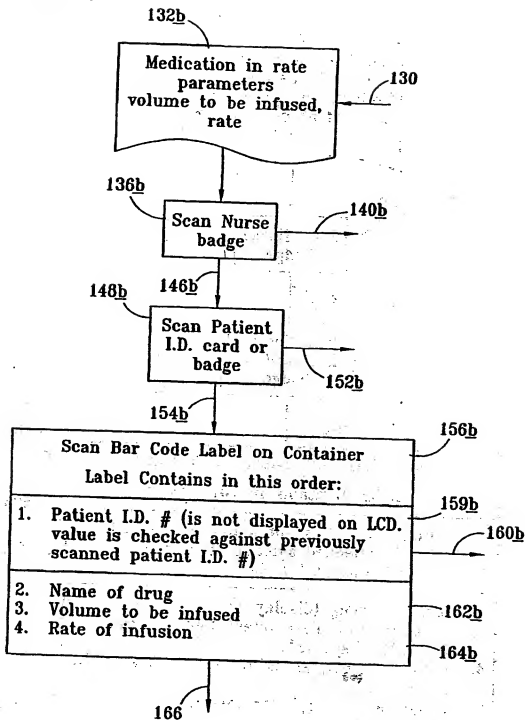 132b
Medication in rate
parameters
volume to be infused,
rate
130
136b
Scan Nurse
badge
140b
146b
148b
Scan Patient
I.D. card or
badge
152b
154b
Scan Bar Code Label on Container
Label Contains in this order:
156b
159b
1. Patient I.D. # (is not displayed on LCD.
value is checked against previously
scanned patient I.D. #)
160b
2. Name of drug
3. Volume to be infused
4. Rate of infusion
162b
164b
166